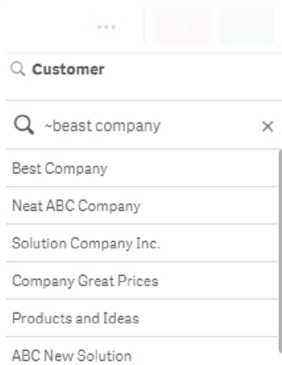 Customer
~beast company
Best Company
Neat ABC Company
Solution Company Inc.
Company Great Prices
Products and Ideas
ABC New Solution